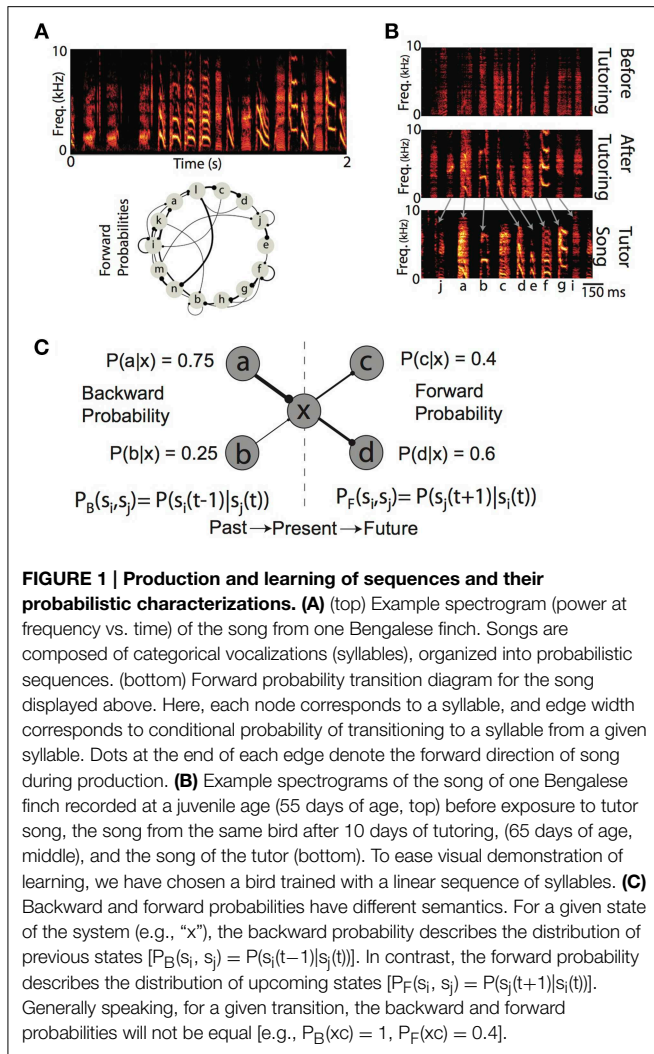 A
10
Freq. (kHz)
0
0
Time (s)
2
Forward
Probabilities
l
c
a
d
k
j
i
e
m
f
n
g
b
h
B
10
Freq. (kHz)
0
Before
Tutoring
10
Freq. (kHz)
0
After
Tutoring
10
Freq. (kHz)
0
Tutor
Song
j a b c d e f g i
150 ms
C
P(a|x) = 0.75
a
c
P(c|x) = 0.4
Backward
Probability
x
Forward
Probability
P(b|x) = 0.25
b
d
P(d|x) = 0.6
P_B(s_i,s_j)= P(s_i(t-1)|s_j(t))
P_F(s_i,s_j)= P(s_j(t+1)|s_i(t))
Past→Present→Future
FIGURE 1 | Production and learning of sequences and their
probabilistic characterizations. (A) (top) Example spectrogram (power at
frequency vs. time) of the song from one Bengalese finch. Songs are
composed of categorical vocalizations (syllables), organized into probabilistic
sequences. (bottom) Forward probability transition diagram for the song
displayed above. Here, each node corresponds to a syllable, and edge width
corresponds to conditional probability of transitioning to a syllable from a given
syllable. Dots at the end of each edge denote the forward direction of song
during production. (B) Example spectrograms of the song of one Bengalese
finch recorded at a juvenile age (55 days of age, top) before exposure to tutor
song, the song from the same bird after 10 days of tutoring, (65 days of age,
middle), and the song of the tutor (bottom). To ease visual demonstration of
learning, we have chosen a bird trained with a linear sequence of syllables. (C)
Backward and forward probabilities have different semantics. For a given state
of the system (e.g., “x”), the backward probability describes the distribution of
previous states [P_B(s_i, s_j) = P(s_i(t−1)|s_j(t))]. In contrast, the forward probability
describes the distribution of upcoming states [P_F(s_i, s_j) = P(s_j(t+1)|s_i(t))].
Generally speaking, for a given transition, the backward and forward
probabilities will not be equal [e.g., P_B(xc) = 1, P_F(xc) = 0.4].